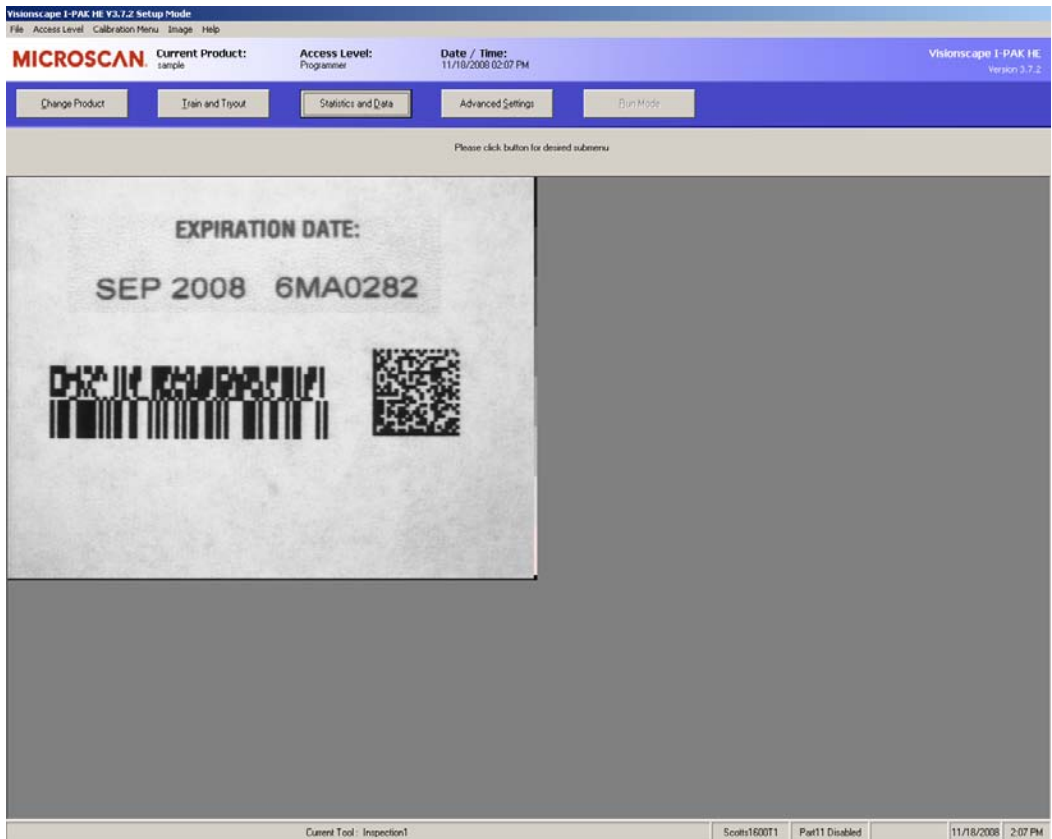 Visionscape I-PAK HE V3.7.2 Setup Mode
File Access Level Calibration Menu Image Help
MICROSCAN. Current Product: Access Level: Date / Time: Visionscape I-PAK HE
sample Programmer 11/18/2008 02:07 PM Version 3.7.2
Change Product Train and Tryout Statistics and Data Advanced Settings Run Mode
Please click button for desired submenu
EXPIRATION DATE:
SEP 2008 6MA0282
Current Tool : Inspection1 Scotts1600T1 Part11 Disabled 11/18/2008 2:07 PM